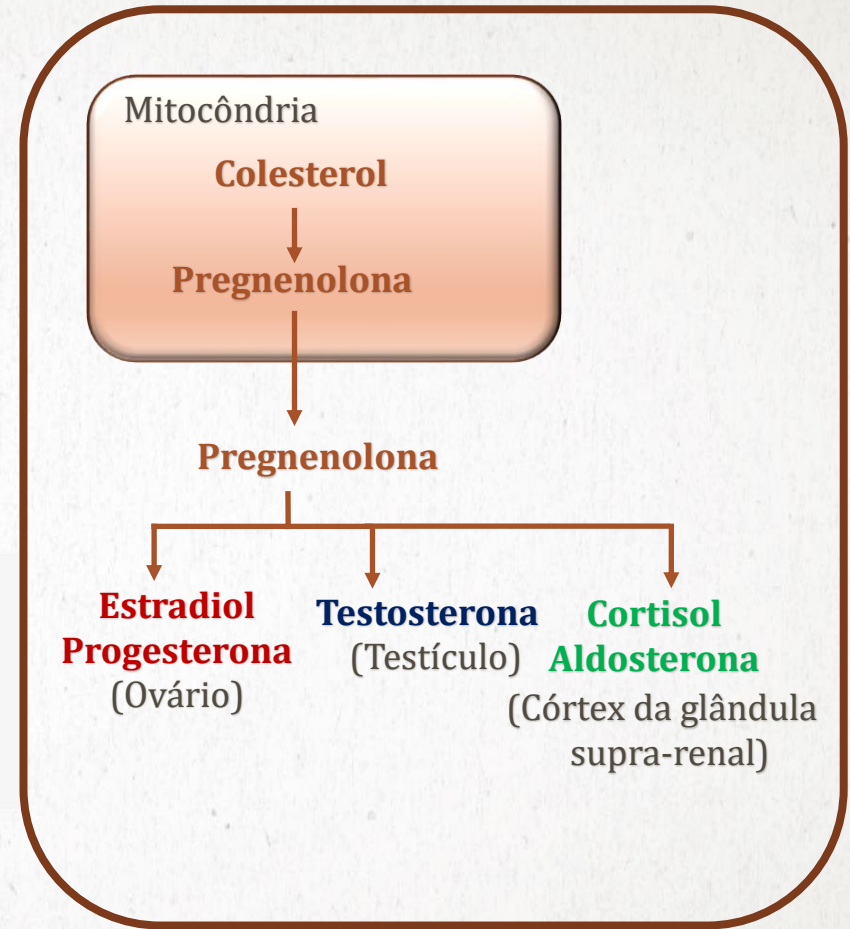 Mitocôndria
Colesterol
Pregnenolona
Pregnenolona
Estradiol
Progesterona
(Ovário)
Testosterona
(Testículo)
Cortisol
Aldosterona
(Córtex da glândula
supra-renal)